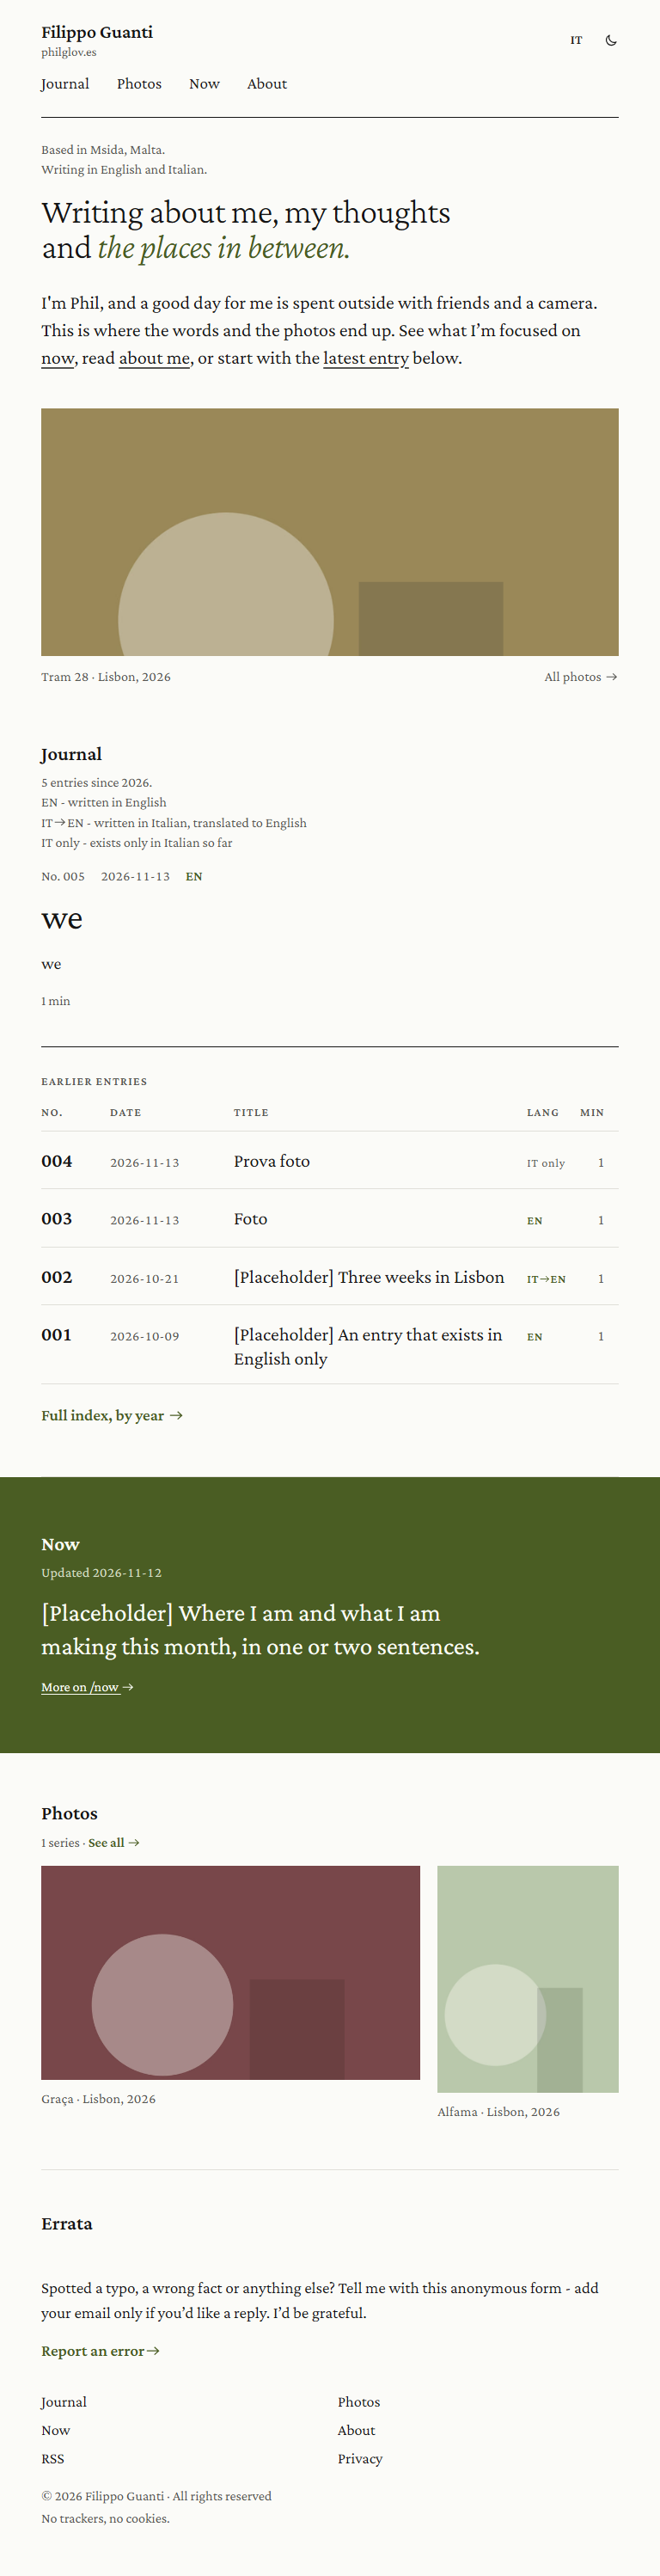 Filippo Guanti
philglov.es
IT
Journal Photos Now About
Based in Msida, Malta.
Writing in English and Italian.
Writing about me, my thoughts
and the places in between.
I'm Phil, and a good day for me is spent outside with friends and a camera.
This is where the words and the photos end up. See what I’m focused on
now, read about me, or start with the latest entry below.
Tram 28 · Lisbon, 2026
All photos →
Journal
5 entries since 2026.
EN - written in English
IT→EN - written in Italian, translated to English
IT only - exists only in Italian so far
No. 005 2026-11-13 EN
we
we
1 min
EARLIER ENTRIES
NO. DATE TITLE LANG MIN
004 2026-11-13 Prova foto IT only 1
003 2026-11-13 Foto EN 1
002 2026-10-21 [Placeholder] Three weeks in Lisbon IT→EN 1
001 2026-10-09 [Placeholder] An entry that exists in EN 1
English only
Full index, by year →
Now
Updated 2026-11-12
[Placeholder] Where I am and what I am
making this month, in one or two sentences.
More on /now →
Photos
1 series · See all →
Graça · Lisbon, 2026
Alfama · Lisbon, 2026
Errata
Spotted a typo, a wrong fact or anything else? Tell me with this anonymous form - add
your email only if you’d like a reply. I’d be grateful.
Report an error→
Journal Photos
Now About
RSS Privacy
© 2026 Filippo Guanti · All rights reserved
No trackers, no cookies.